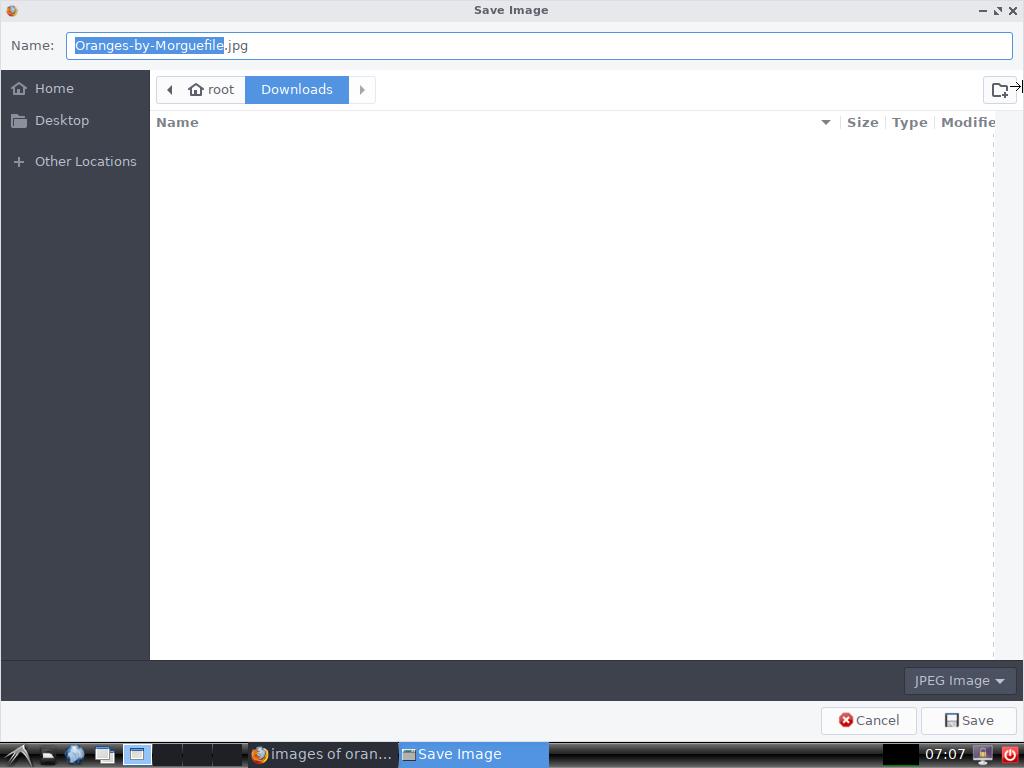 Save Image
Name: Oranges-by-Morguefile.jpg
Home
root
Downloads
Desktop
Name
Size
Type
Modifie
Other Locations
JPEG Image
Cancel
Save
images of oran...
Save Image
07:07